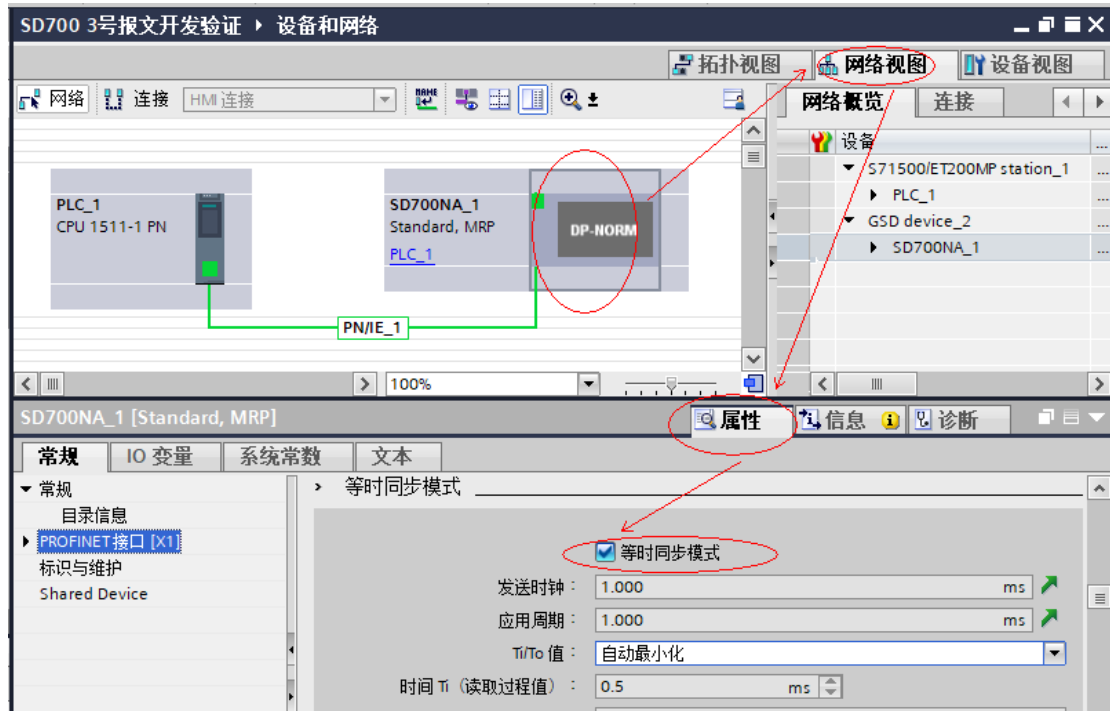 SD700 3号报文开发验证 ▸ 设备和网络
拓扑视图 网络视图 设备视图
网络 连接 HMI 连接
网络概览 连接
设备 ...
S71500/ET200MP station_1 ...
PLC_1 ...
GSD device_2 ...
SD700NA_1 ...
PLC_1
CPU 1511-1 PN
SD700NA_1
Standard, MRP
PLC_1
DP-NORM
PN/IE_1
100%
SD700NA_1 [Standard, MRP]
属性 信息 诊断
常规 IO 变量 系统常数 文本
常规
目录信息
PROFINET接口 [X1]
标识与维护
Shared Device
等时同步模式
等时同步模式
发送时钟： 1.000 ms
应用周期： 1.000 ms
Ti/To 值： 自动最小化
时间 Ti（读取过程值）： 0.5 ms